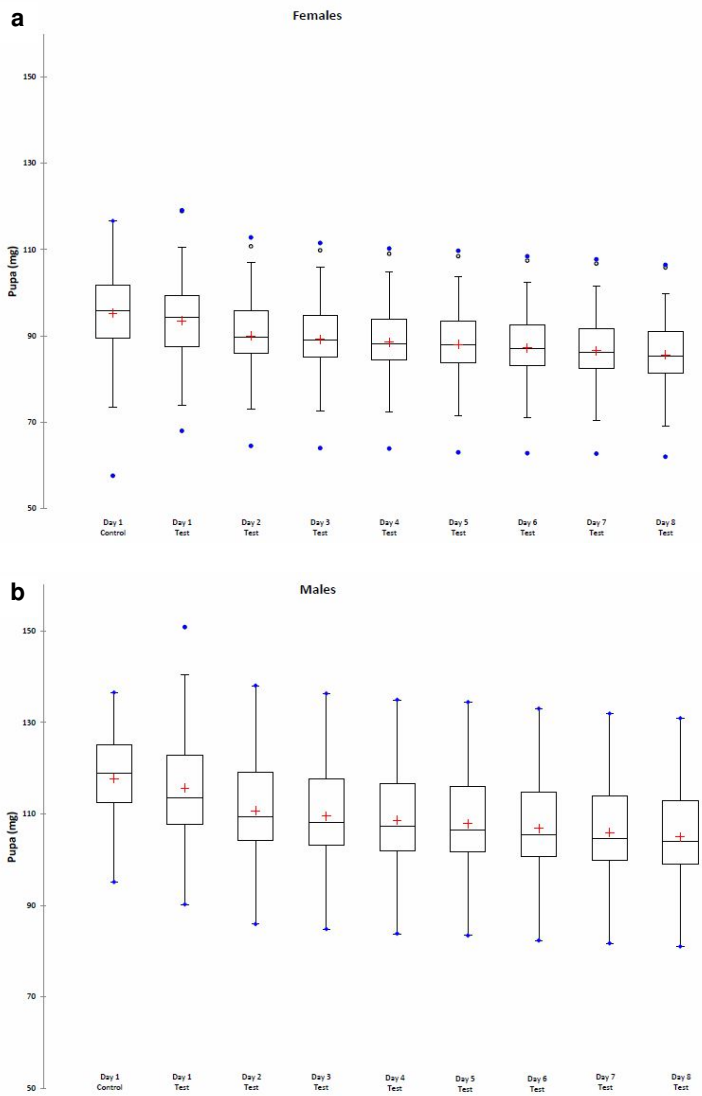 a
Females
150
130
110
90
70
50
Pupa (mg)
Day 1 Day 1 Day 2 Day 3 Day 4 Day 5 Day 6 Day 7 Day 8
Control Test Test Test Test Test Test Test Test
b
Males
150
130
110
90
70
50
Pupa (mg)
Day 1 Day 1 Day 2 Day 3 Day 4 Day 5 Day 6 Day 7 Day 8
Control Test Test Test Test Test Test Test Test